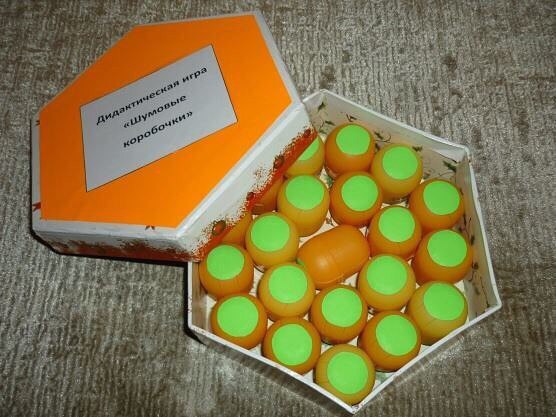 Дидактическая игра
«Шумовые
коробочки»